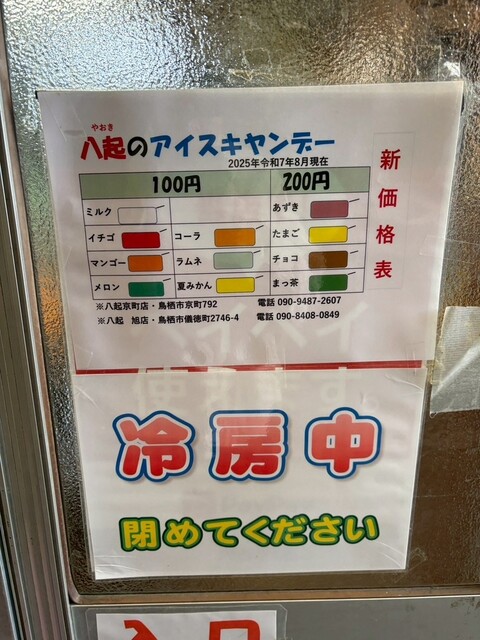 やおき
八起のアイスキャンデー
2025年令和7年8月現在
新価格表
100円 200円
ミルク あずき
イチゴ コーラ たまご
マンゴー ラムネ チョコ
メロン 夏みかん まっ茶
※八起京町店・鳥栖市京町792 電話 090-9487-2607
※八起 旭店・鳥栖市儀徳町2746-4 電話 090-8408-0849
冷房中
閉めてください
入口